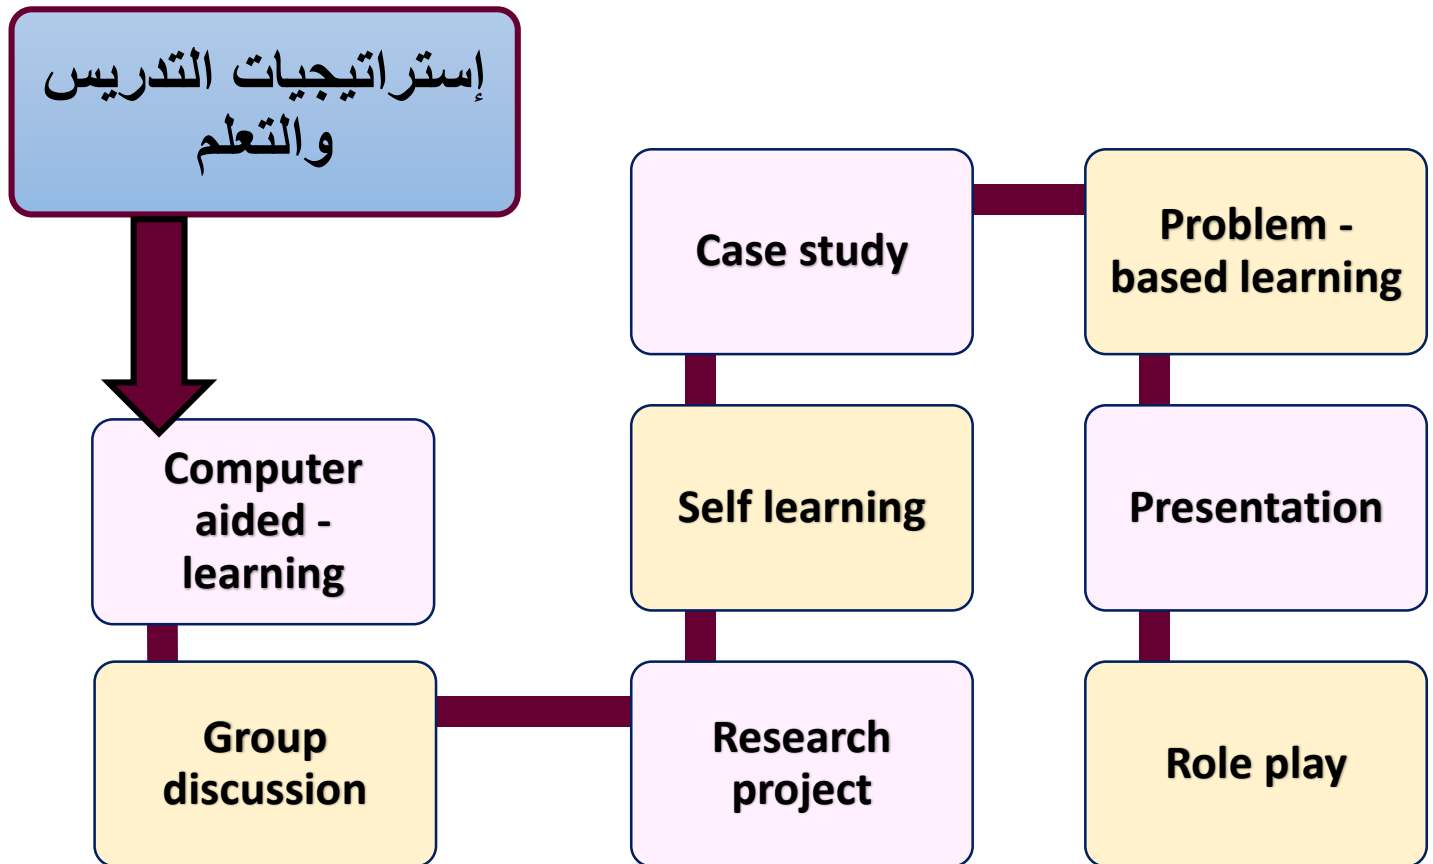 إستراتيجيات التدريس
والتعلم
Computer
aided -
learning
Group
discussion
Research
project
Self learning
Case study
Problem -
based learning
Presentation
Role play